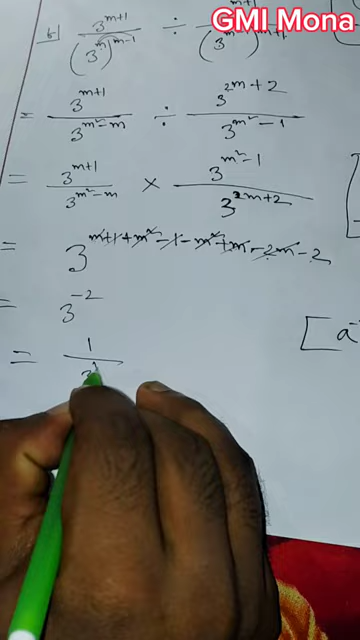 GMI Mona
b) 3^{m+1} / (3^m)^{m-1} ÷ / (3^m)^{m+1}
= 3^{m+1} / 3^{m²-m} ÷ 3^{2m+2} / 3^{m²-1}
= 3^{m+1} / 3^{m²-m} × 3^{m²-1} / 3^{2m+2}
= 3^{m+1+m²-1-m²+m-2m-2}
= 3^{-2}
= 1 / 3
[a^-